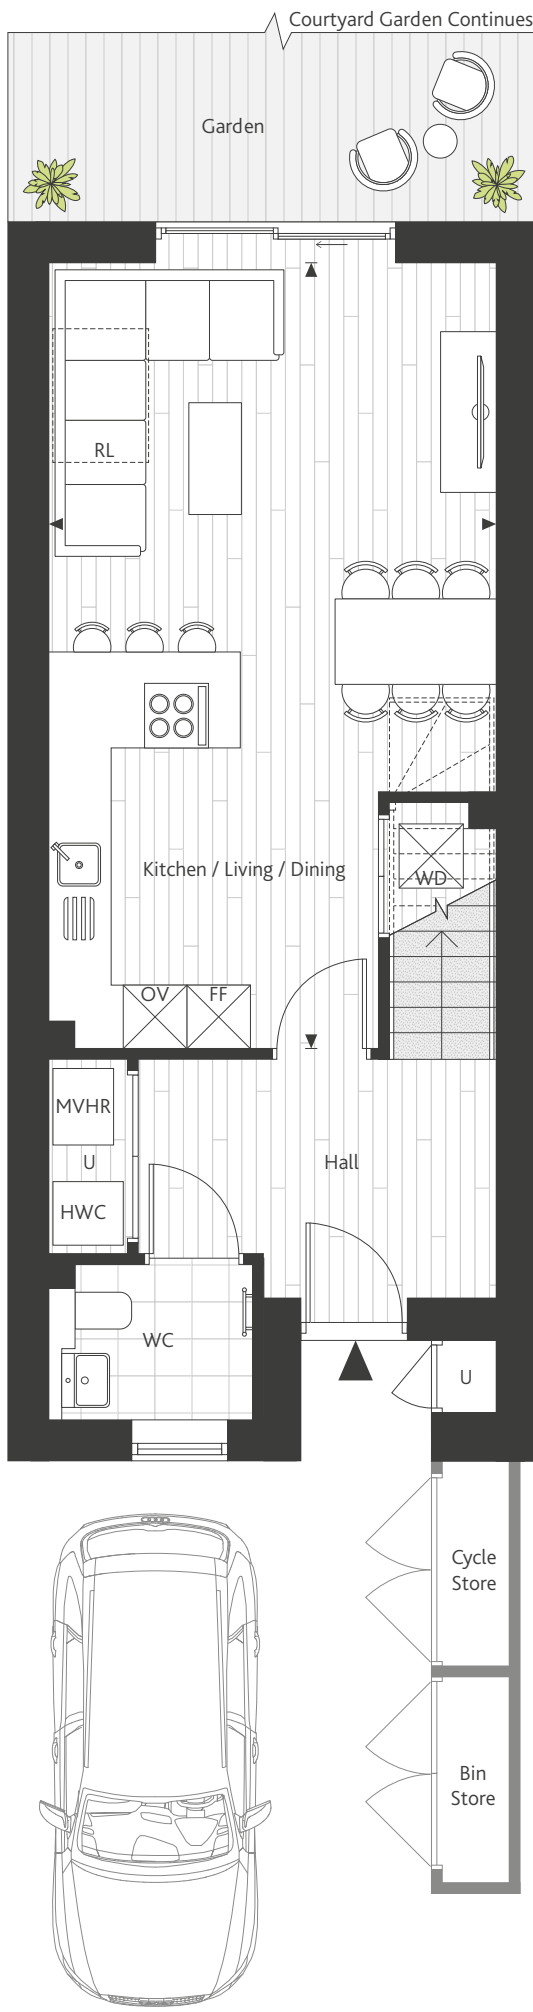 Courtyard Garden Continues
Garden
RL
Kitchen / Living / Dining
WD
OV
FF
MVHR
U
HWC
Hall
WC
U
Cycle
Store
Bin
Store